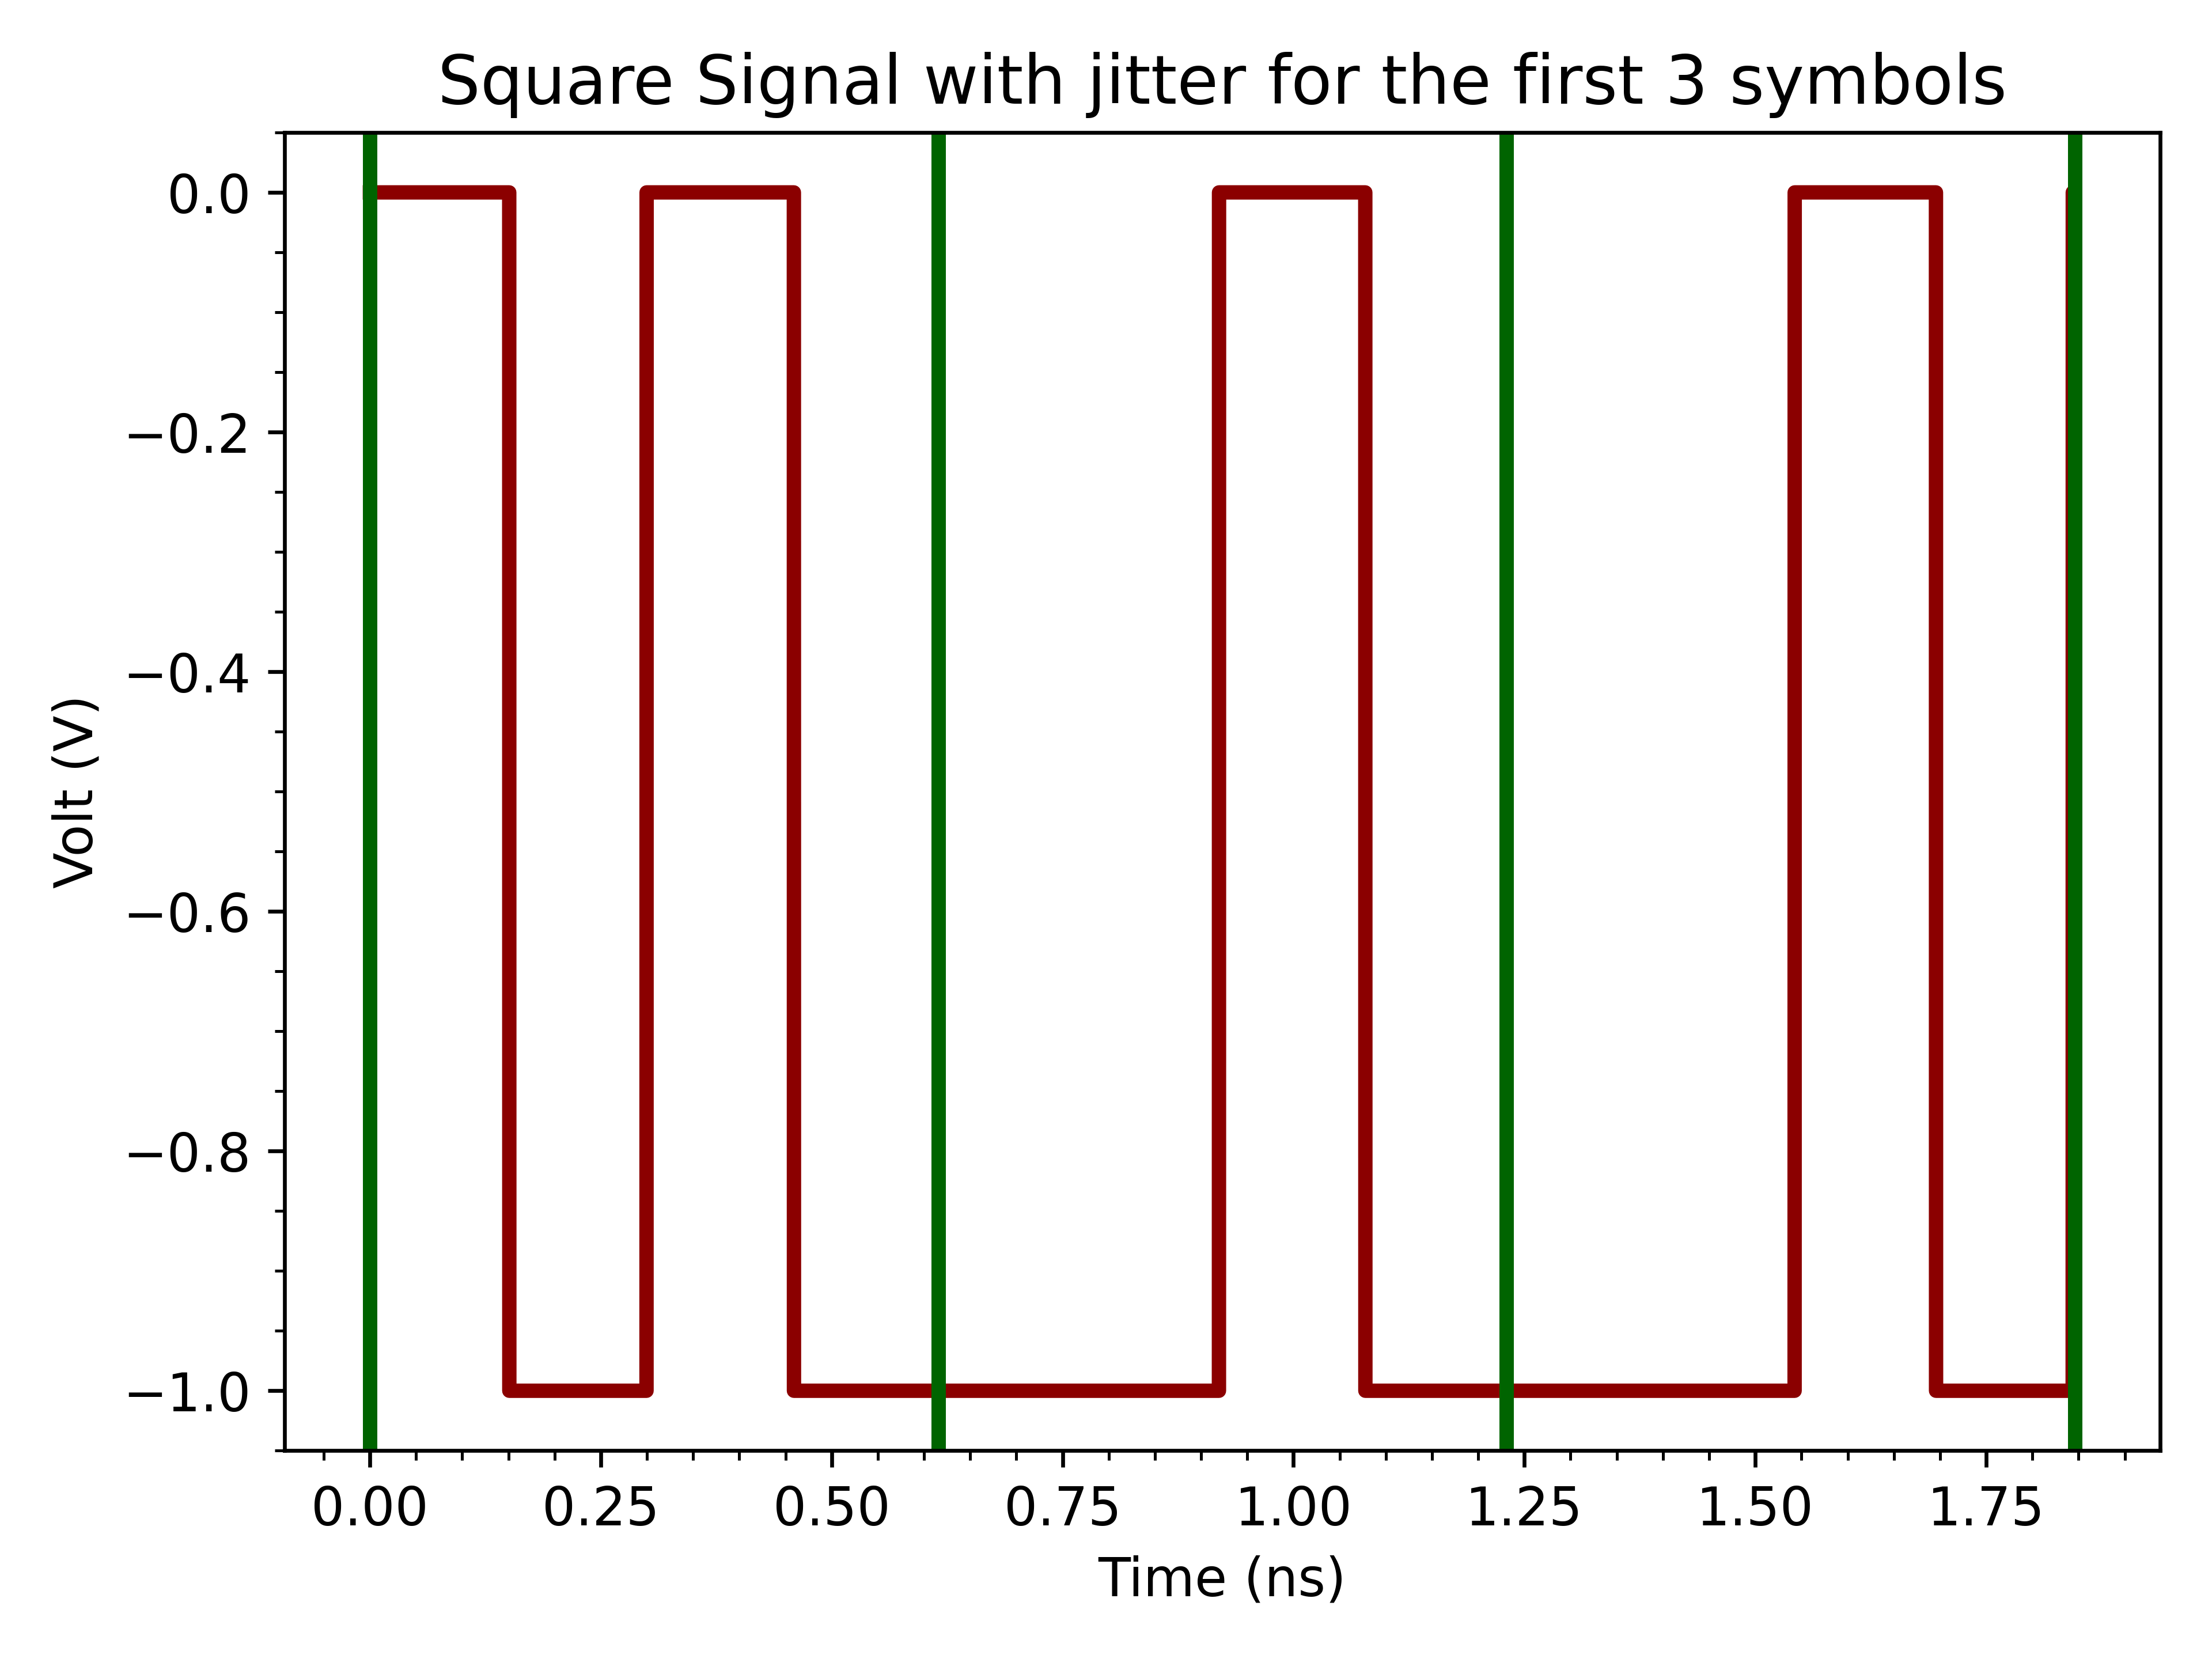 Square Signal with jitter for the first 3 symbols
0.0
−0.2
−0.4
−0.6
−0.8
−1.0
Volt (V)
0.00 0.25 0.50 0.75 1.00 1.25 1.50 1.75
Time (ns)